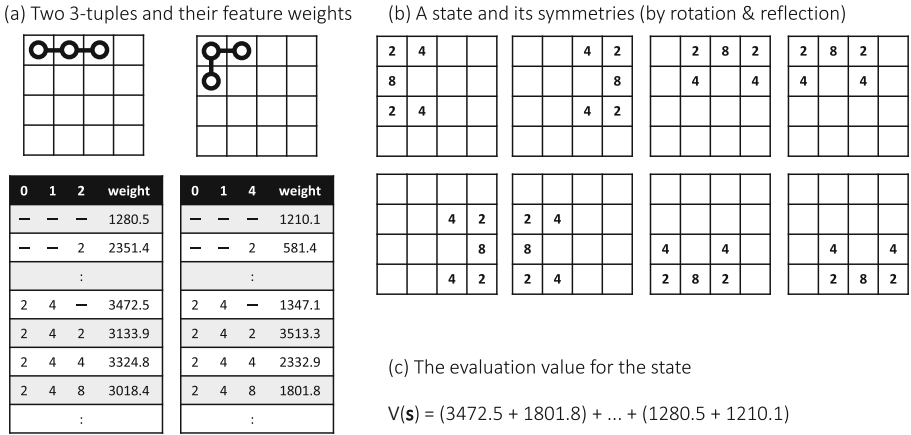 (a) Two 3-tuples and their feature weights
0 1 2 weight
— — — 1280.5
— — 2 2351.4
:
2 4 — 3472.5
2 4 2 3133.9
2 4 4 3324.8
2 4 8 3018.4
:
0 1 4 weight
— — — 1210.1
— — 2 581.4
:
2 4 — 1347.1
2 4 2 3513.3
2 4 4 2332.9
2 4 8 1801.8
:
(b) A state and its symmetries (by rotation & reflection)
2 4
8
2 4
4 2
8
4 2
2 8 2
4 4
2 8 2
4 4
4 2
8
4 2
2 4
8
2 4
4 4
2 8 2
4 4
2 8 2
(c) The evaluation value for the state
V(s) = (3472.5 + 1801.8) + ... + (1280.5 + 1210.1)